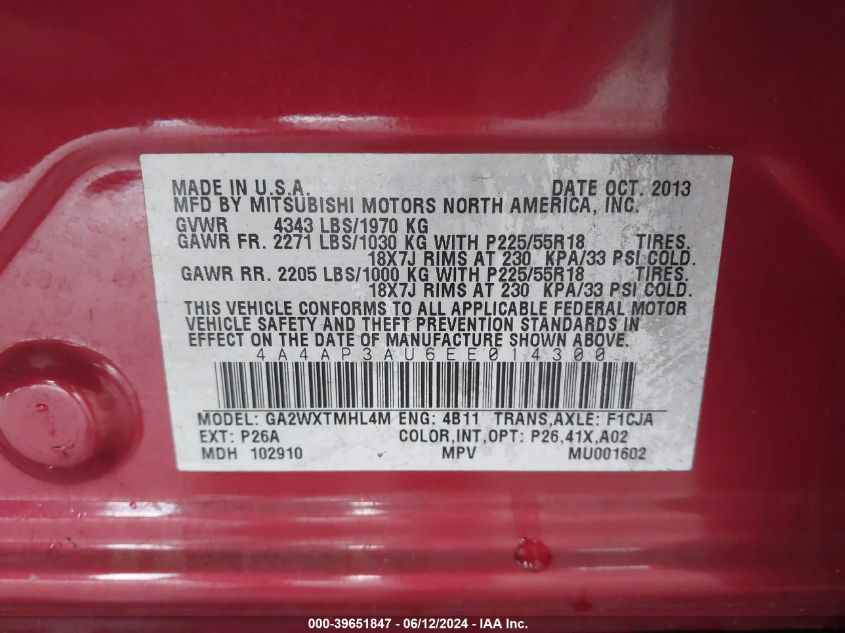 MADE IN U.S.A. DATE OCT. 2013
MFD BY MITSUBISHI MOTORS NORTH AMERICA, INC.
GVWR 4343 LBS/1970 KG
GAWR FR. 2271 LBS/1030 KG WITH P225/55R18 TIRES.
18X7J RIMS AT 230 KPA/33 PSI COLD.
GAWR RR. 2205 LBS/1000 KG WITH P225/55R18 TIRES.
18X7J RIMS AT 230 KPA/33 PSI COLD.
THIS VEHICLE CONFORMS TO ALL APPLICABLE FEDERAL MOTOR
VEHICLE SAFETY AND THEFT PREVENTION STANDARDS IN
EFFECT ON THE DATE OF MANUFACTURE SHOWN ABOVE.
4A4AP3AU6EE014300
MODEL: GA2WXTMHL4M ENG: 4B11 TRANS,AXLE: F1CJA
EXT: P26A COLOR,INT,OPT: P26,41X,A02
MDH 102910 MPV MU001602
000-39651847 - 06/12/2024 - IAA, Inc.